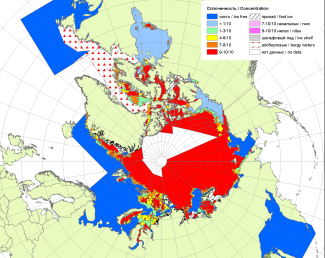 Сплоченность / Concentration
чисто / ice free
< 1/10
1-3/10
4-6/10
7-8/10
9-10/10
припай / fast ice
7-10/10 начальные / new
9-10/10 нилас / nilas
шельфовый лед / ice shelf
айсберговые / bergy waters
нет данных / no data